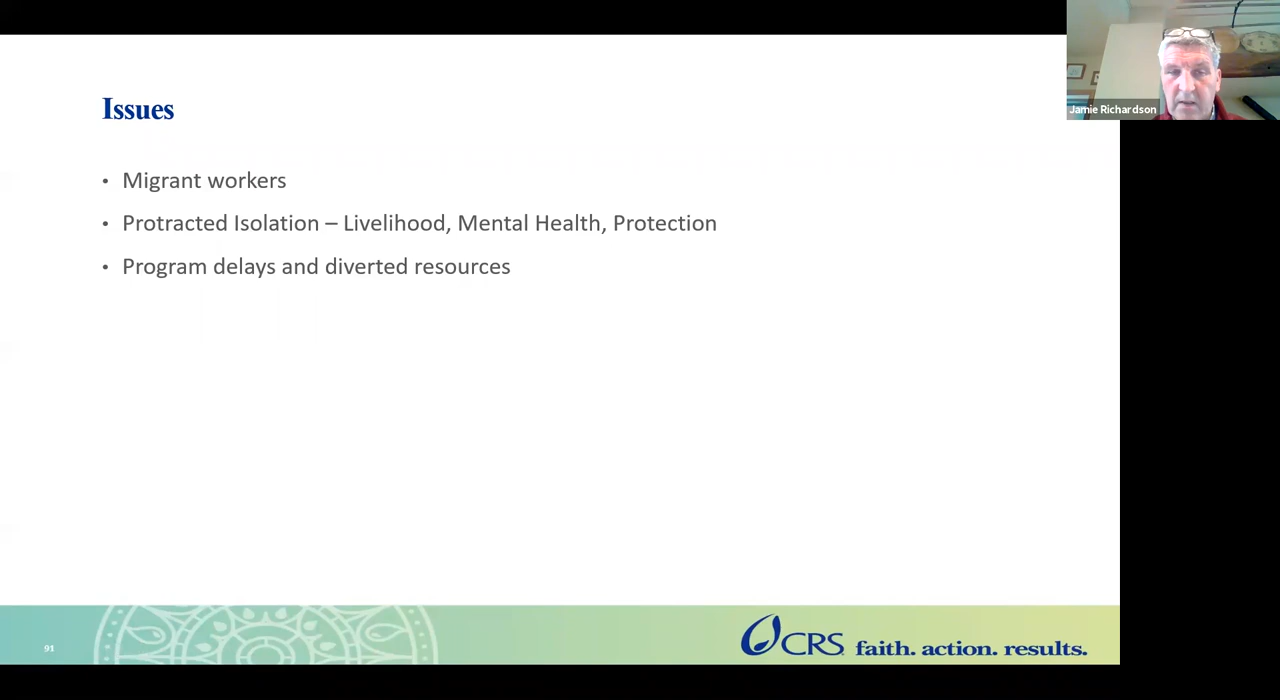 Jamie Richardson
Issues
• Migrant workers
• Protracted Isolation – Livelihood, Mental Health, Protection
• Program delays and diverted resources
91
CRS faith. action. results.